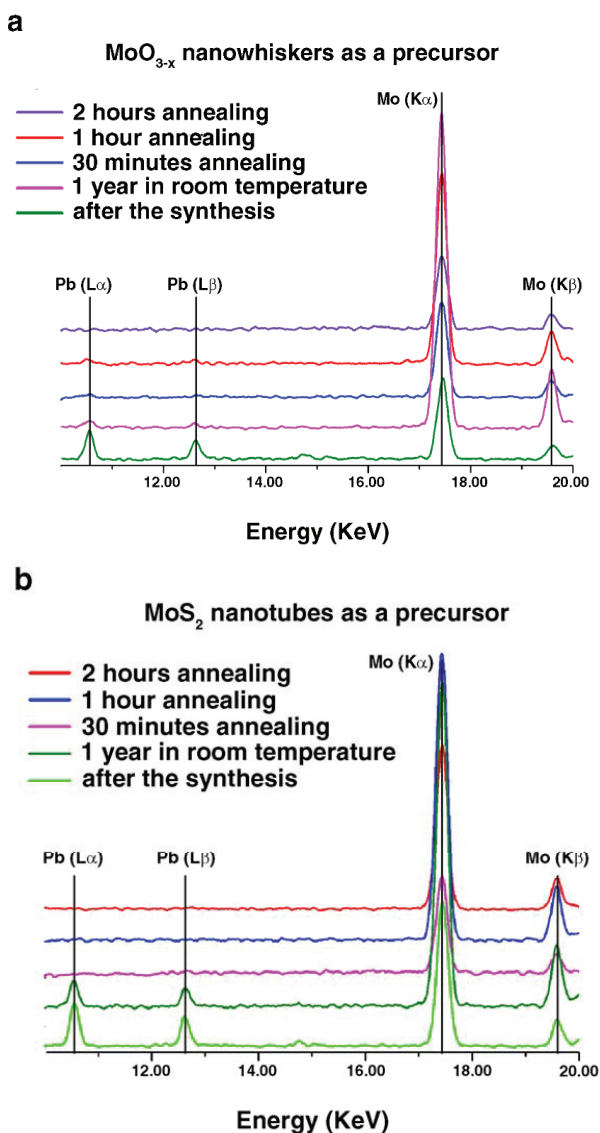 a
MoO3-x nanowhiskers as a precursor
Mo (Kα)
2 hours annealing
1 hour annealing
30 minutes annealing
1 year in room temperature
after the synthesis
Pb (Lα) Pb (Lβ) Mo (Kβ)
12.00 14.00 16.00 18.00 20.00
Energy (KeV)
b
MoS2 nanotubes as a precursor
Mo (Kα)
2 hours annealing
1 hour annealing
30 minutes annealing
1 year in room temperature
after the synthesis
Pb (Lα) Pb (Lβ) Mo (Kβ)
12.00 14.00 16.00 18.00 20.00
Energy (KeV)